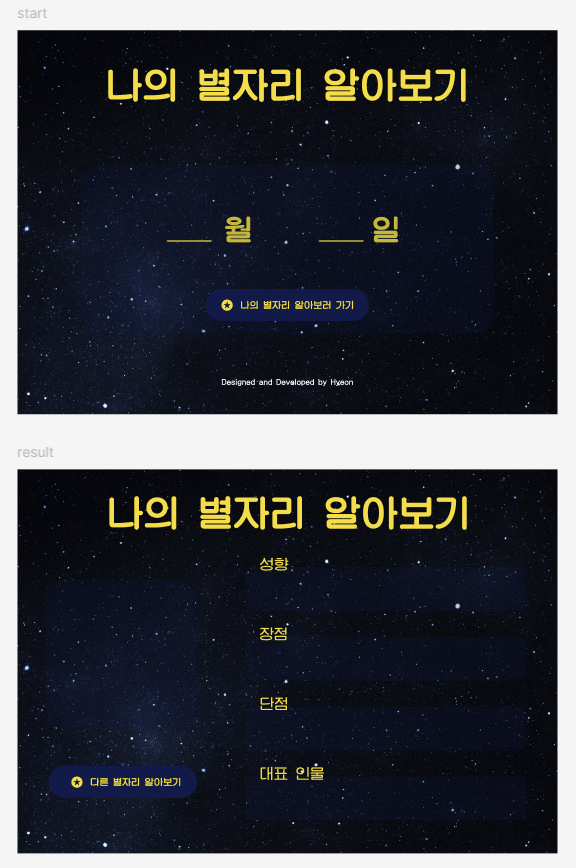 start
나의 별자리 알아보기
____ 월 ____ 일
나의 별자리 알아보러 가기
Designed and Developed by Hyeon
result
나의 별자리 알아보기
성향
장점
단점
대표 인물
다른 별자리 알아보기